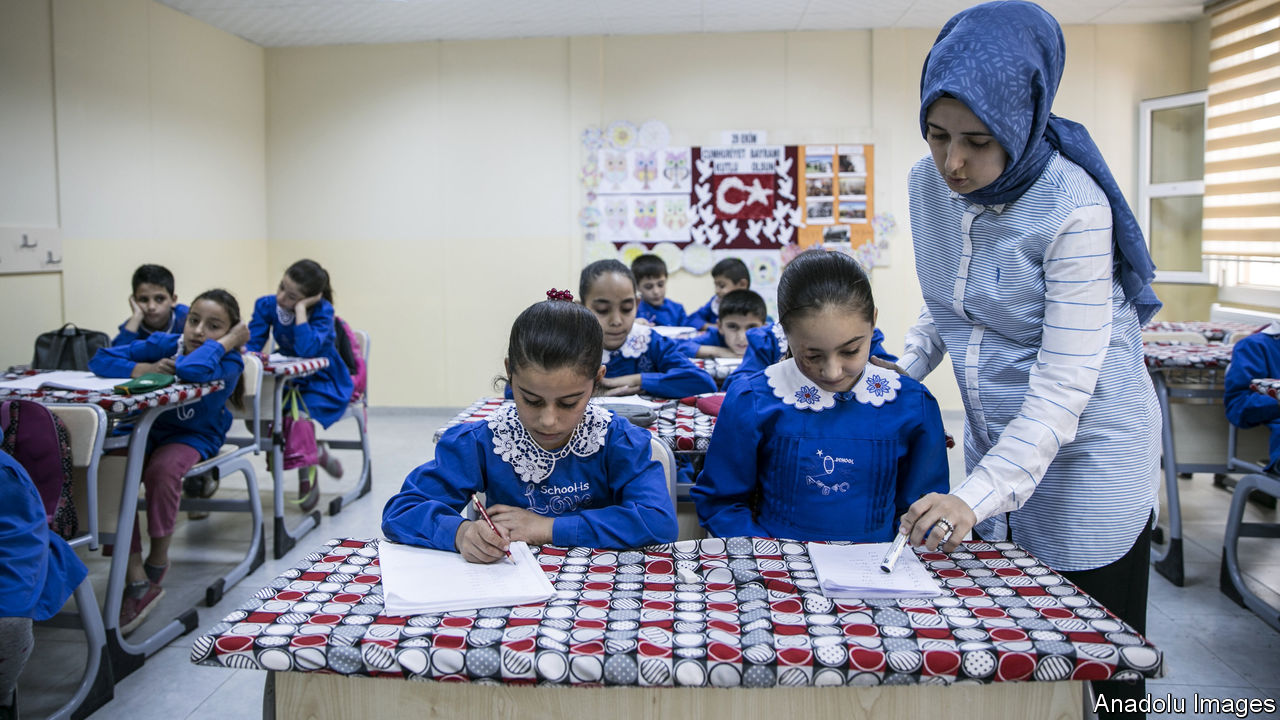 29 EKİM
CUMHURİYET BAYRAMI
KUTLU OLSUN
School-is
Love
SCHOOL
Anadolu Images